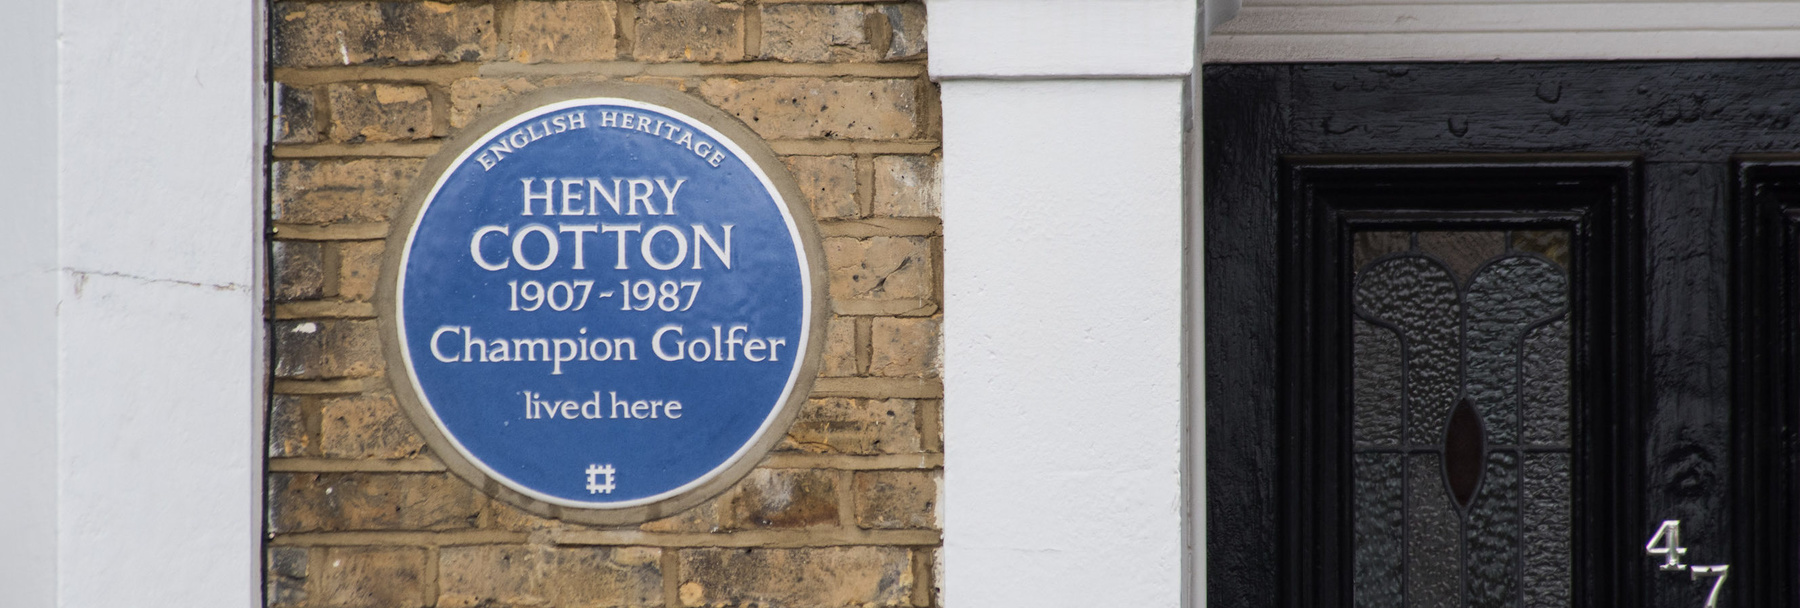 ENGLISH HERITAGE
HENRY
COTTON
1907-1987
Champion Golfer
lived here
47